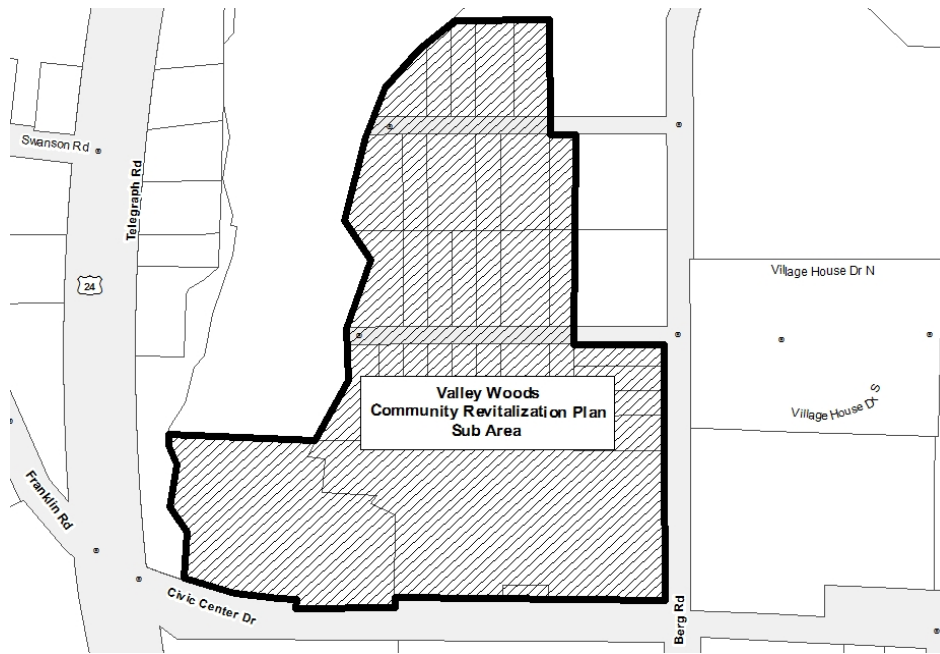 Swanson Rd
Telegraph Rd
24
Village House Dr N
Valley Woods
Community Revitalization Plan
Sub Area
Village House Dr S
Franklin Rd
Civic Center Dr
Berg Rd